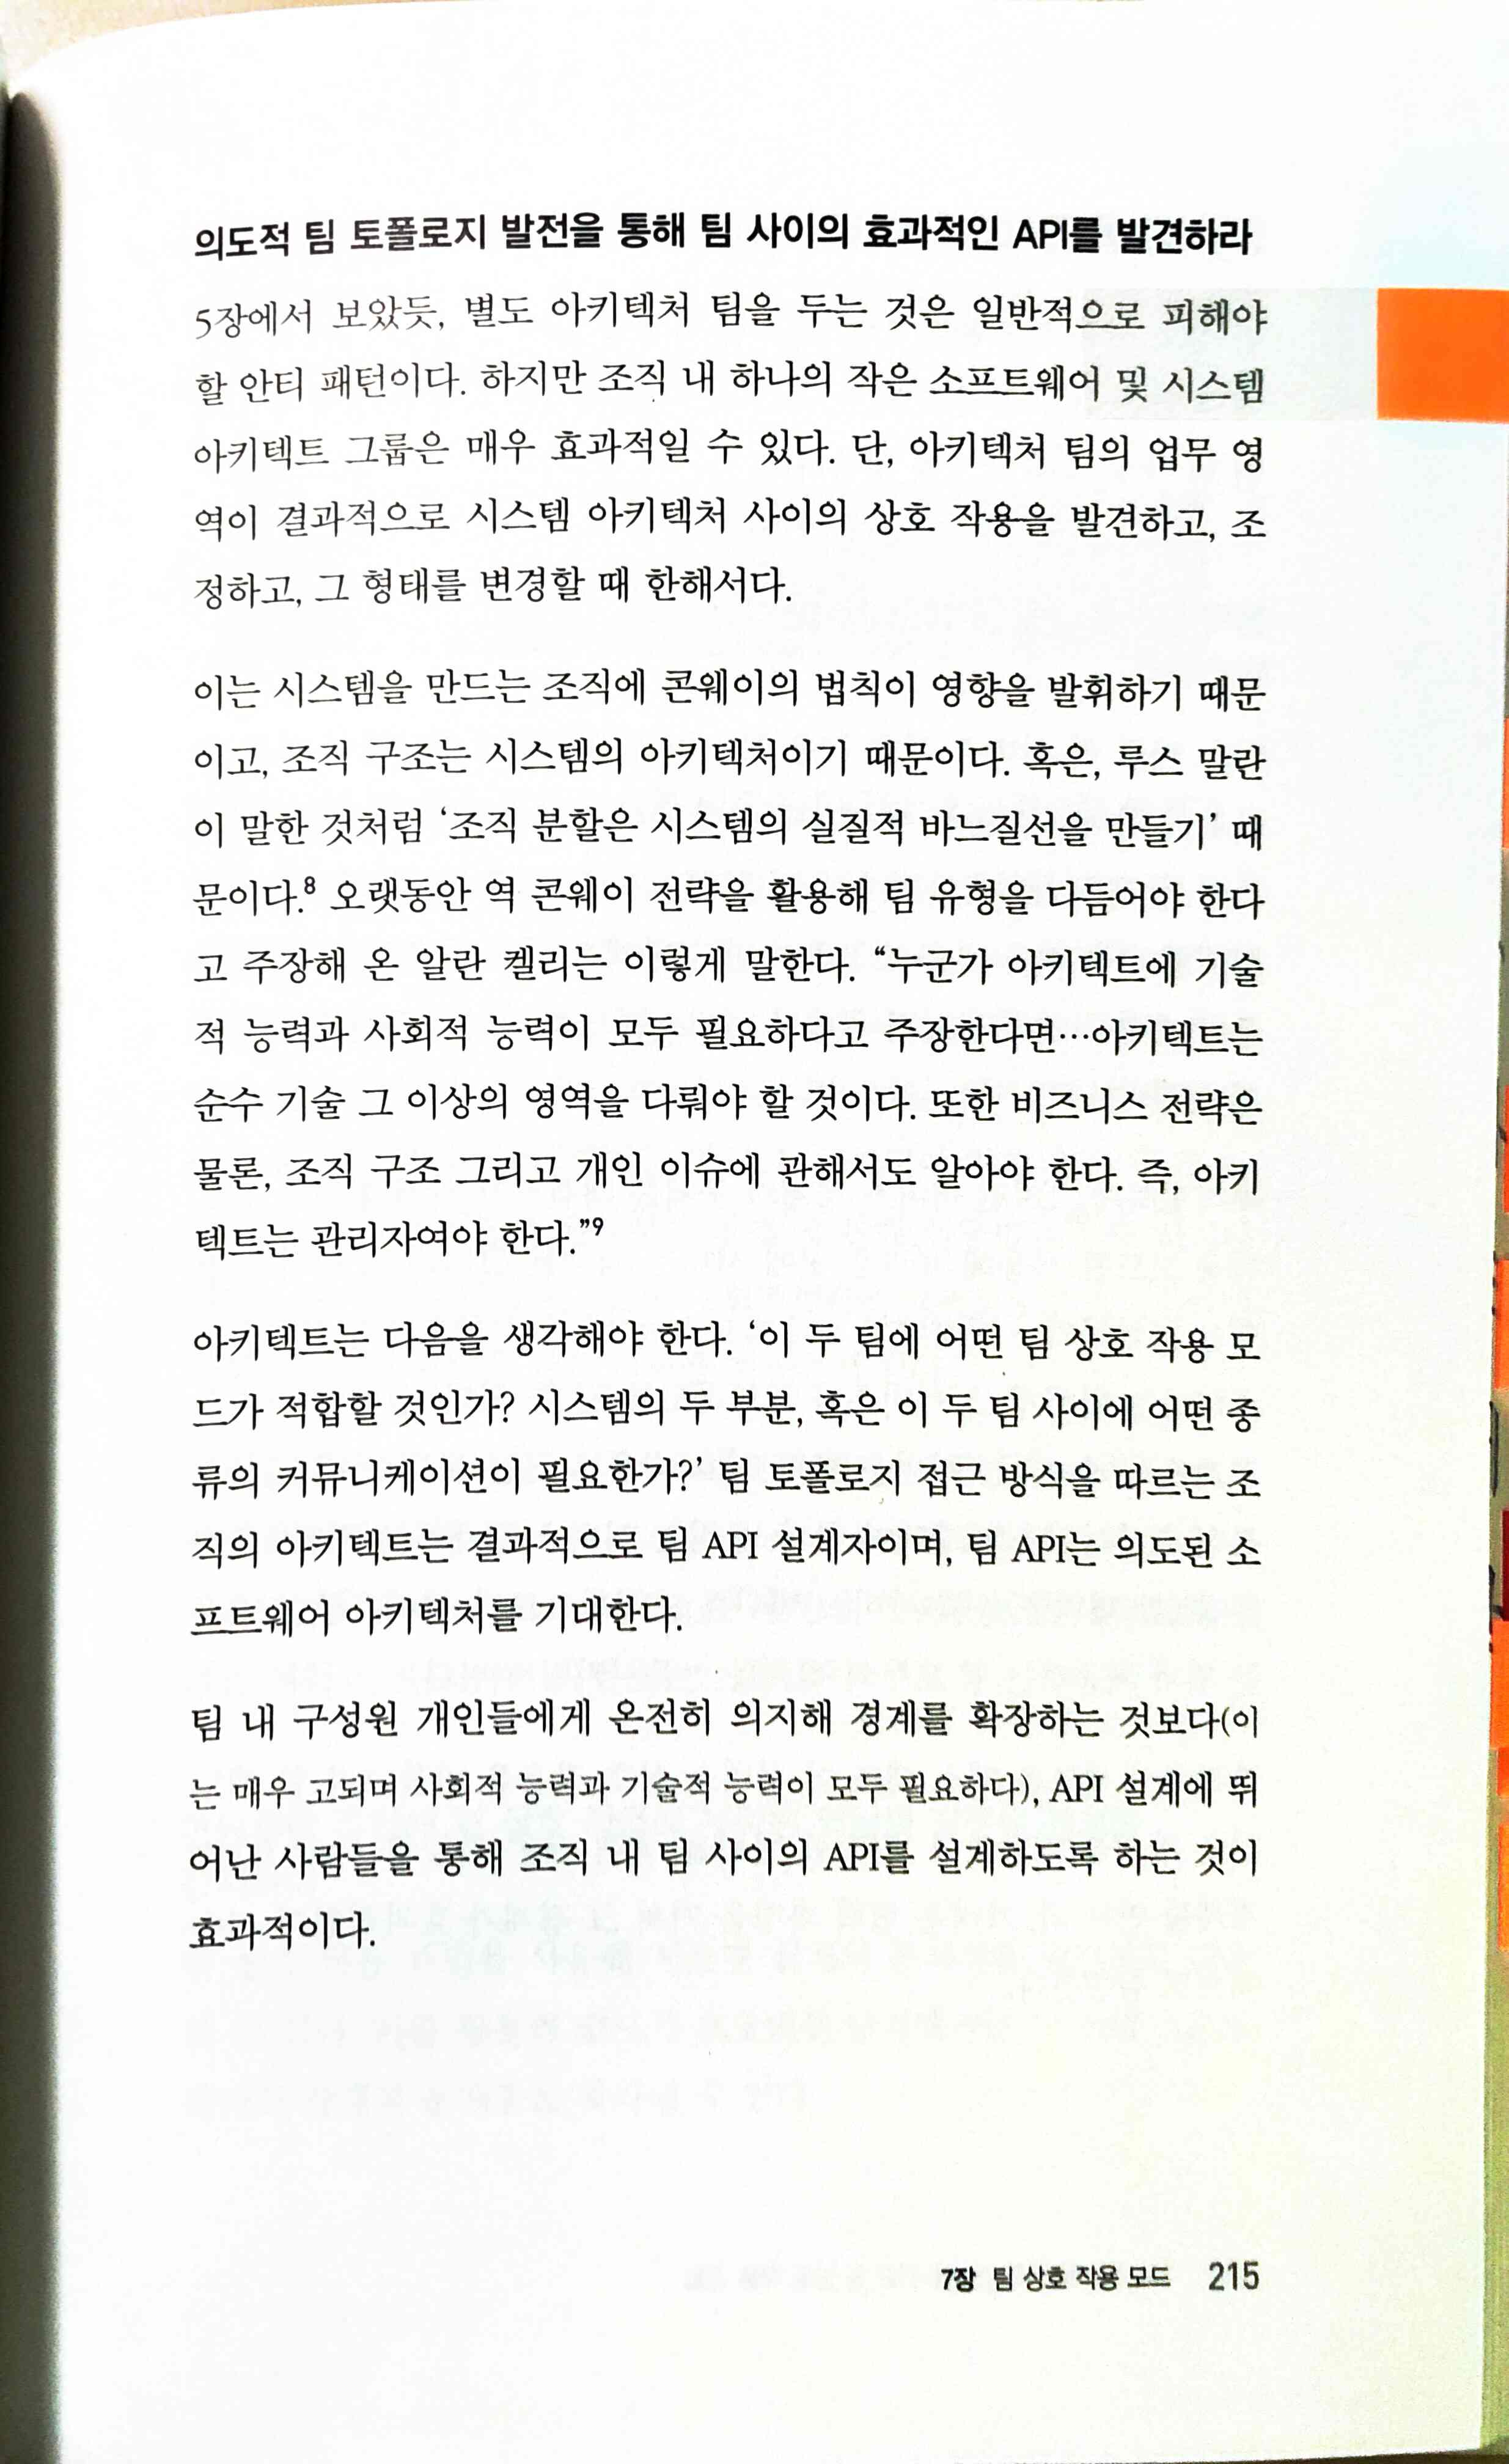 의도적 팀 토폴로지 발전을 통해 팀 사이의 효과적인 API를 발견하라
5장에서 보았듯, 별도 아키텍처 팀을 두는 것은 일반적으로 피해야
할 안티 패턴이다. 하지만 조직 내 하나의 작은 소프트웨어 및 시스템
아키텍트 그룹은 매우 효과적일 수 있다. 단, 아키텍처 팀의 업무 영
역이 결과적으로 시스템 아키텍처 사이의 상호 작용을 발견하고, 조
정하고, 그 형태를 변경할 때 한해서다.
이는 시스템을 만드는 조직에 콘웨이의 법칙이 영향을 발휘하기 때문
이고, 조직 구조는 시스템의 아키텍처이기 때문이다. 혹은, 루스 말란
이 말한 것처럼 ‘조직 분할은 시스템의 실질적 바느질선을 만들기’ 때
문이다.⁸ 오랫동안 역 콘웨이 전략을 활용해 팀 유형을 다듬어야 한다
고 주장해 온 알란 켈리는 이렇게 말한다. “누군가 아키텍트에 기술
적 능력과 사회적 능력이 모두 필요하다고 주장한다면…아키텍트는
순수 기술 그 이상의 영역을 다뤄야 할 것이다. 또한 비즈니스 전략은
물론, 조직 구조 그리고 개인 이슈에 관해서도 알아야 한다. 즉, 아키
텍트는 관리자여야 한다.”⁹
아키텍트는 다음을 생각해야 한다. ‘이 두 팀에 어떤 팀 상호 작용 모
드가 적합할 것인가? 시스템의 두 부분, 혹은 이 두 팀 사이에 어떤 종
류의 커뮤니케이션이 필요한가?’ 팀 토폴로지 접근 방식을 따르는 조
직의 아키텍트는 결과적으로 팀 API 설계자이며, 팀 API는 의도된 소
프트웨어 아키텍처를 기대한다.
팀 내 구성원 개인들에게 온전히 의지해 경계를 확장하는 것보다(이
는 매우 고되며 사회적 능력과 기술적 능력이 모두 필요하다), API 설계에 뛰
어난 사람들을 통해 조직 내 팀 사이의 API를 설계하도록 하는 것이
효과적이다.
7장 팀 상호 작용 모드 215